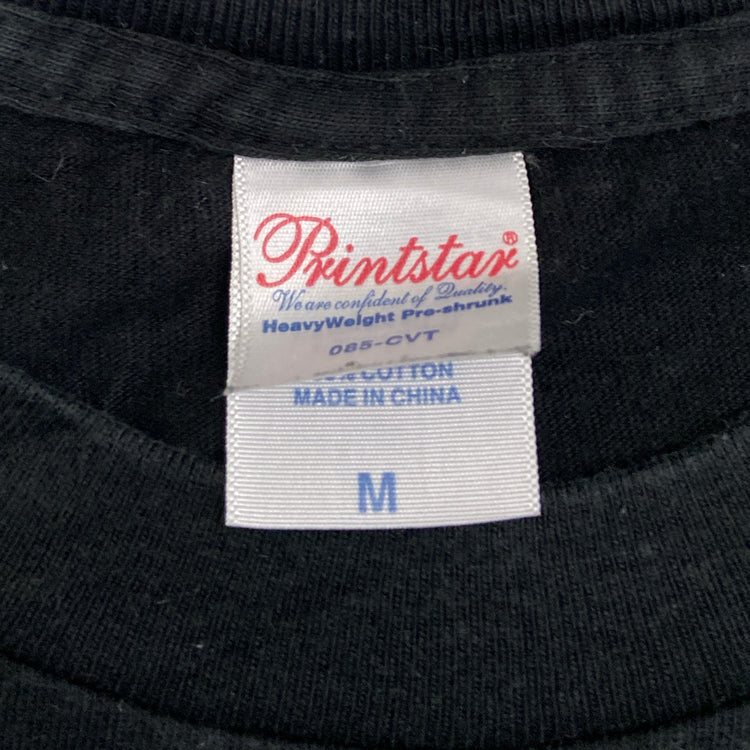 Printstar®
We are confident of Quality.
HeavyWeight Pre-shrunk
085-CVT
COTTON
MADE IN CHINA
M